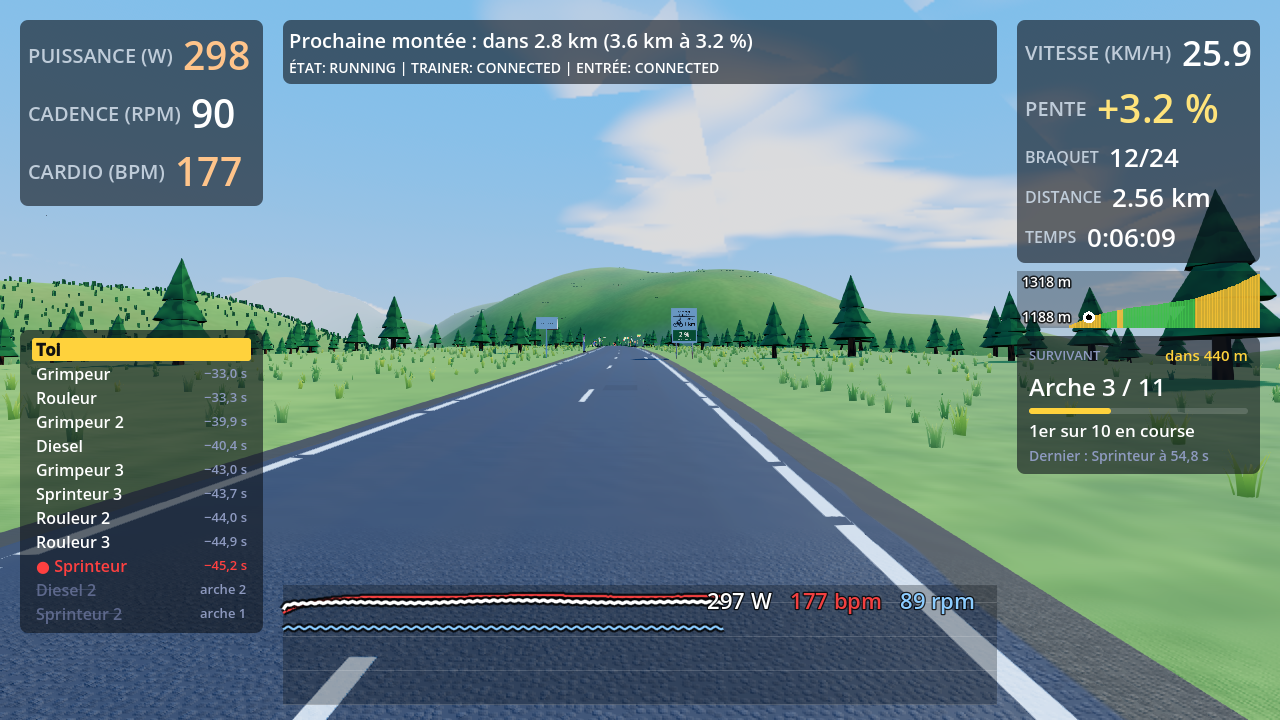 PUISSANCE (W) 298
CADENCE (RPM) 90
CARDIO (BPM) 177
Prochaine montée : dans 2.8 km (3.6 km à 3.2 %)
ÉTAT: RUNNING | TRAINER: CONNECTED | ENTRÉE: CONNECTED
VITESSE (KM/H) 25.9
PENTE +3.2 %
BRAQUET 12/24
DISTANCE 2.56 km
TEMPS 0:06:09
1318 m
1188 m
SURVIVANT dans 440 m
Arche 3 / 11
1er sur 10 en course
Dernier : Sprinteur à 54,8 s
Toi
Grimpeur −33,0 s
Rouleur −33,3 s
Grimpeur 2 −39,9 s
Diesel −40,4 s
Grimpeur 3 −43,0 s
Sprinteur 3 −43,7 s
Rouleur 2 −44,0 s
Rouleur 3 −44,9 s
Sprinteur −45,2 s
Diesel 2 arche 2
Sprinteur 2 arche 1
297 W 177 bpm 89 rpm